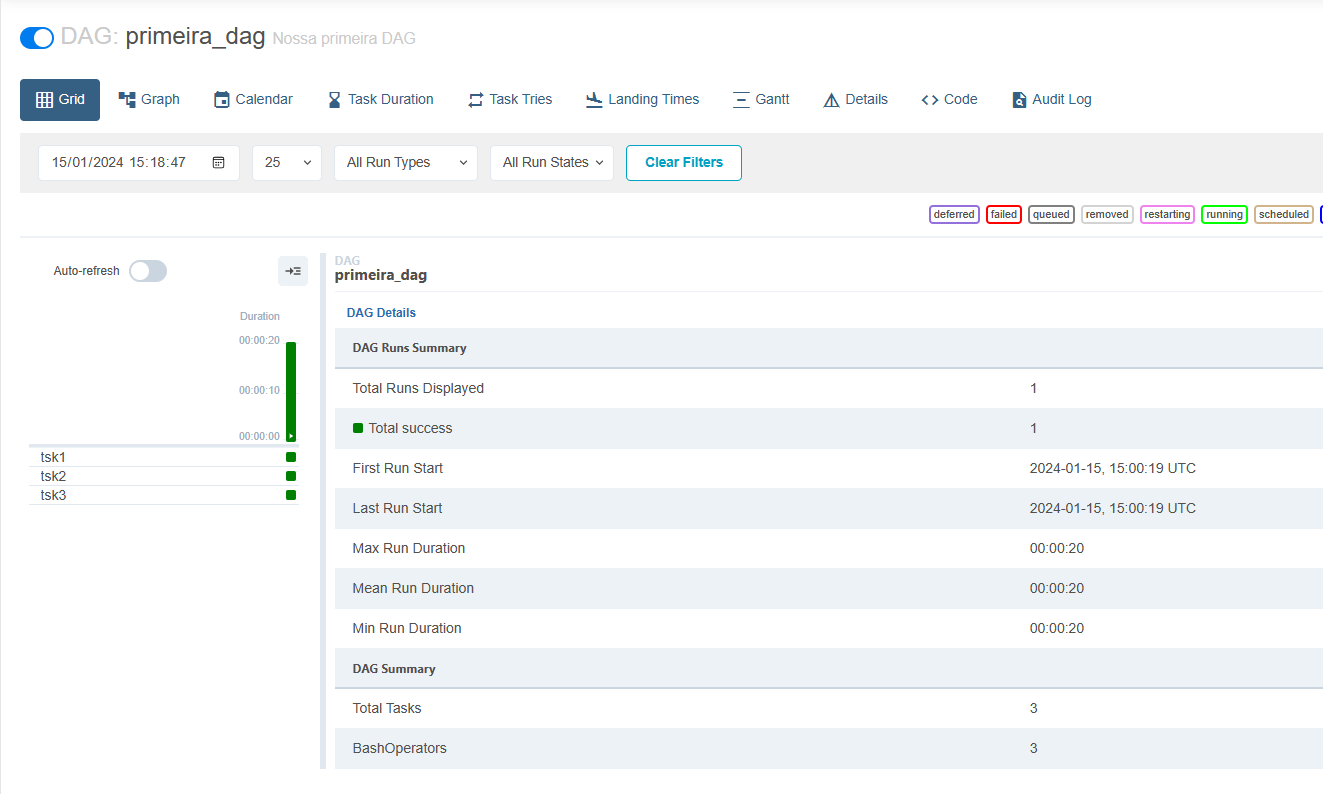 DAG: primeira_dag Nossa primeira DAG
Grid Graph Calendar Task Duration Task Tries Landing Times Gantt Details Code Audit Log
15/01/2024 15:18:47 25 All Run Types All Run States Clear Filters
deferred failed queued removed restarting running scheduled
Auto-refresh
Duration
00:00:20
00:00:10
00:00:00
tsk1
tsk2
tsk3
DAG
primeira_dag
DAG Details
DAG Runs Summary
Total Runs Displayed 1
Total success 1
First Run Start 2024-01-15, 15:00:19 UTC
Last Run Start 2024-01-15, 15:00:19 UTC
Max Run Duration 00:00:20
Mean Run Duration 00:00:20
Min Run Duration 00:00:20
DAG Summary
Total Tasks 3
BashOperators 3